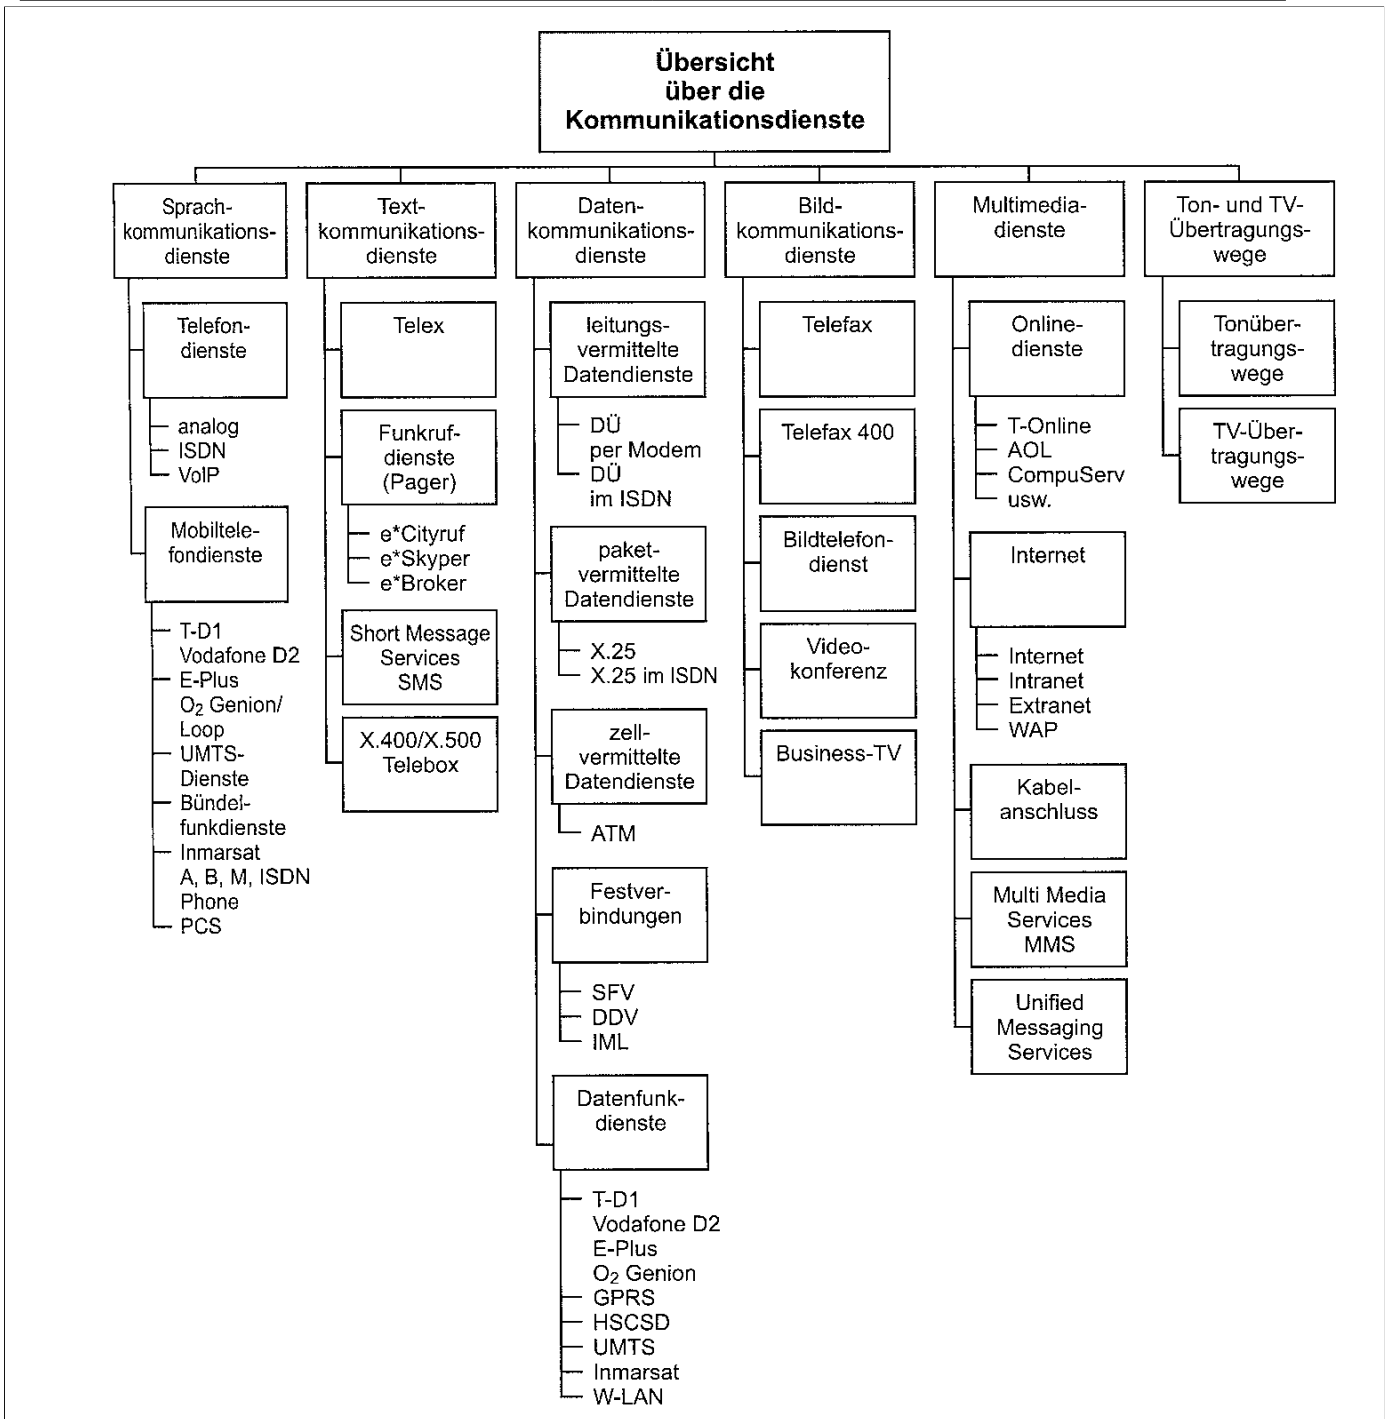 Übersicht
über die
Kommunikationsdienste
Sprach-
kommunikations-
dienste
Telefon-
dienste
analog
ISDN
VoIP
Mobiltele-
fondienste
T-D1
Vodafone D2
E-Plus
O2 Genion/
Loop
UMTS-
Dienste
Bündel-
funkdienste
Inmarsat
A, B, M, ISDN
Phone
PCS
Text-
kommunikations-
dienste
Telex
Funkruf-
dienste
(Pager)
e*Cityruf
e*Skyper
e*Broker
Short Message
Services
SMS
X.400/X.500
Telebox
Daten-
kommunikations-
dienste
leitungs-
vermittelte
Datendienste
DÜ
per Modem
DÜ
im ISDN
paket-
vermittelte
Datendienste
X.25
X.25 im ISDN
zell-
vermittelte
Datendienste
ATM
Festver-
bindungen
SFV
DDV
IML
Datenfunk-
dienste
T-D1
Vodafone D2
E-Plus
O2 Genion
GPRS
HSCSD
UMTS
Inmarsat
W-LAN
Bild-
kommunikations-
dienste
Telefax
Telefax 400
Bildtelefon-
dienst
Video-
konferenz
Business-TV
Multimedia-
dienste
Online-
dienste
T-Online
AOL
CompuServ
usw.
Internet
Internet
Intranet
Extranet
WAP
Kabel-
anschluss
Multi Media
Services
MMS
Unified
Messaging
Services
Ton- und TV-
Übertragungs-
wege
Tonüber-
tragungs-
wege
TV-Über-
tragungs-
wege